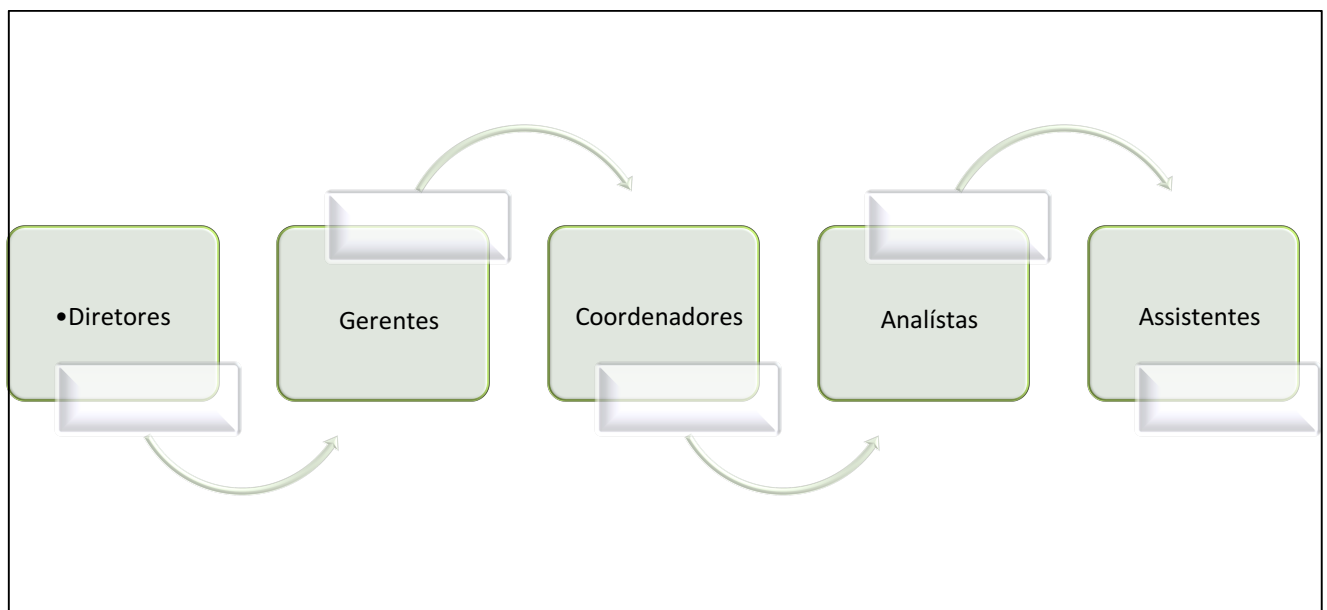 •Diretores
Gerentes
Coordenadores
Analístas
Assistentes